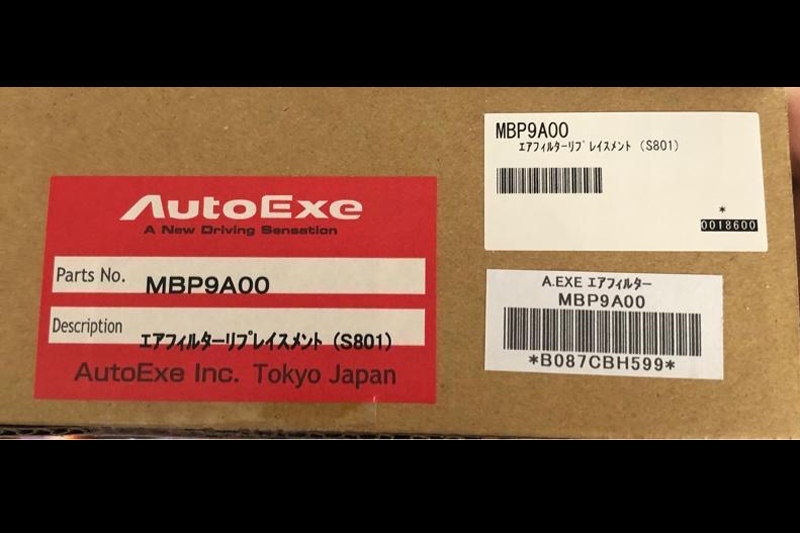 AutoExe
A New Driving Sensation
Parts No. MBP9A00
Description エアフィルターリプレイスメント (S801)
AutoExe Inc. Tokyo Japan
MBP9A00
エアフィルターリプレイスメント (S801)
*
0018600
A.EXE エアフィルター
MBP9A00
*B087CBH599*